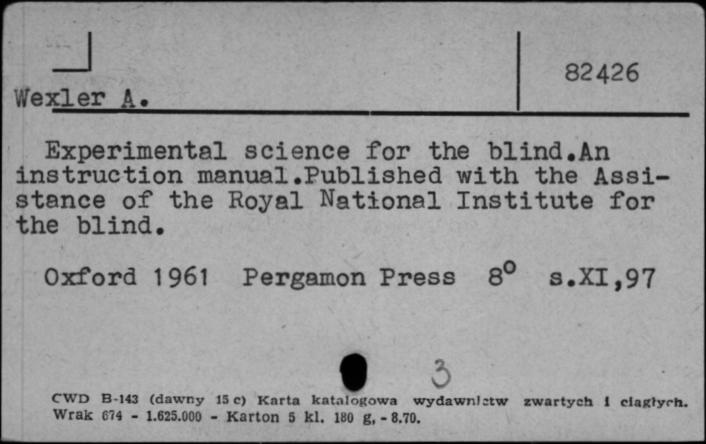 82426
Wexler A.
Experimental science for the blind.An
instruction manual.Published with the Assi-
stance of the Royal National Institute for
the blind.
Oxford 1961 Pergamon Press 8° s.XI,97
3
CWD B-143 (dawny 15 c) Karta katalogowa wydawnictw zwartych i ciągłych.
Wrak 674 - 1.625.000 - Karton 5 kl. 180 g, - 8.70.